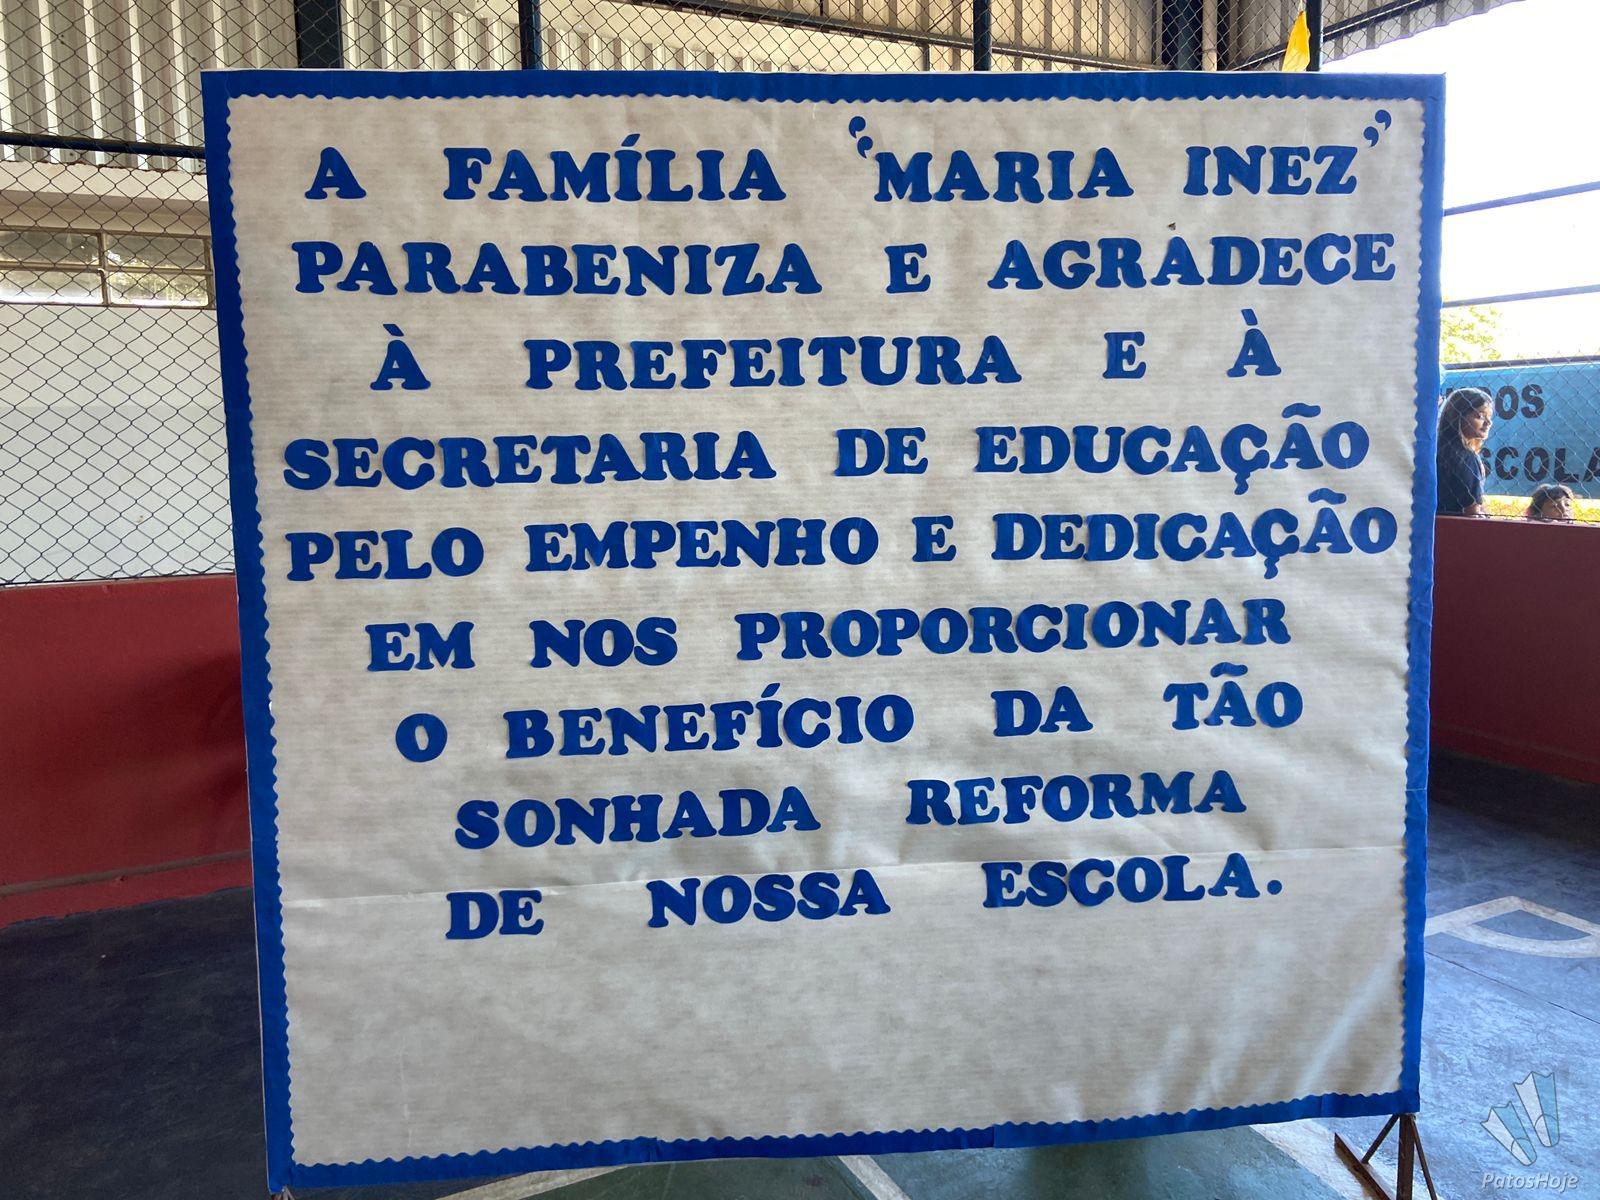 A FAMÍLIA "MARIA INEZ"
PARABENIZA E AGRADECE
À PREFEITURA E À
SECRETARIA DE EDUCAÇÃO
PELO EMPENHO E DEDICAÇÃO
EM NOS PROPORCIONAR
O BENEFÍCIO DA TÃO
SONHADA REFORMA
DE NOSSA ESCOLA.
PatosHoje